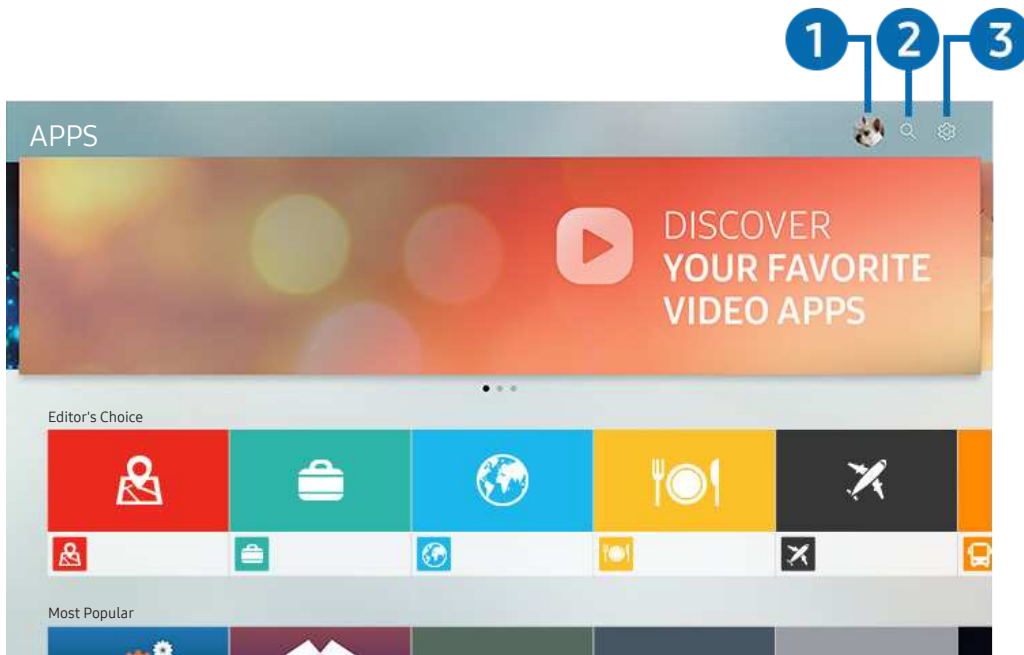 1 2 3
APPS
DISCOVER
YOUR FAVORITE
VIDEO APPS
Editor's Choice
Most Popular